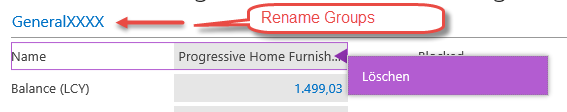 GeneralXXXX
Rename Groups
Name
Progressive Home Furnish...
Blocked
Löschen
Balance (LCY)
1.499,03